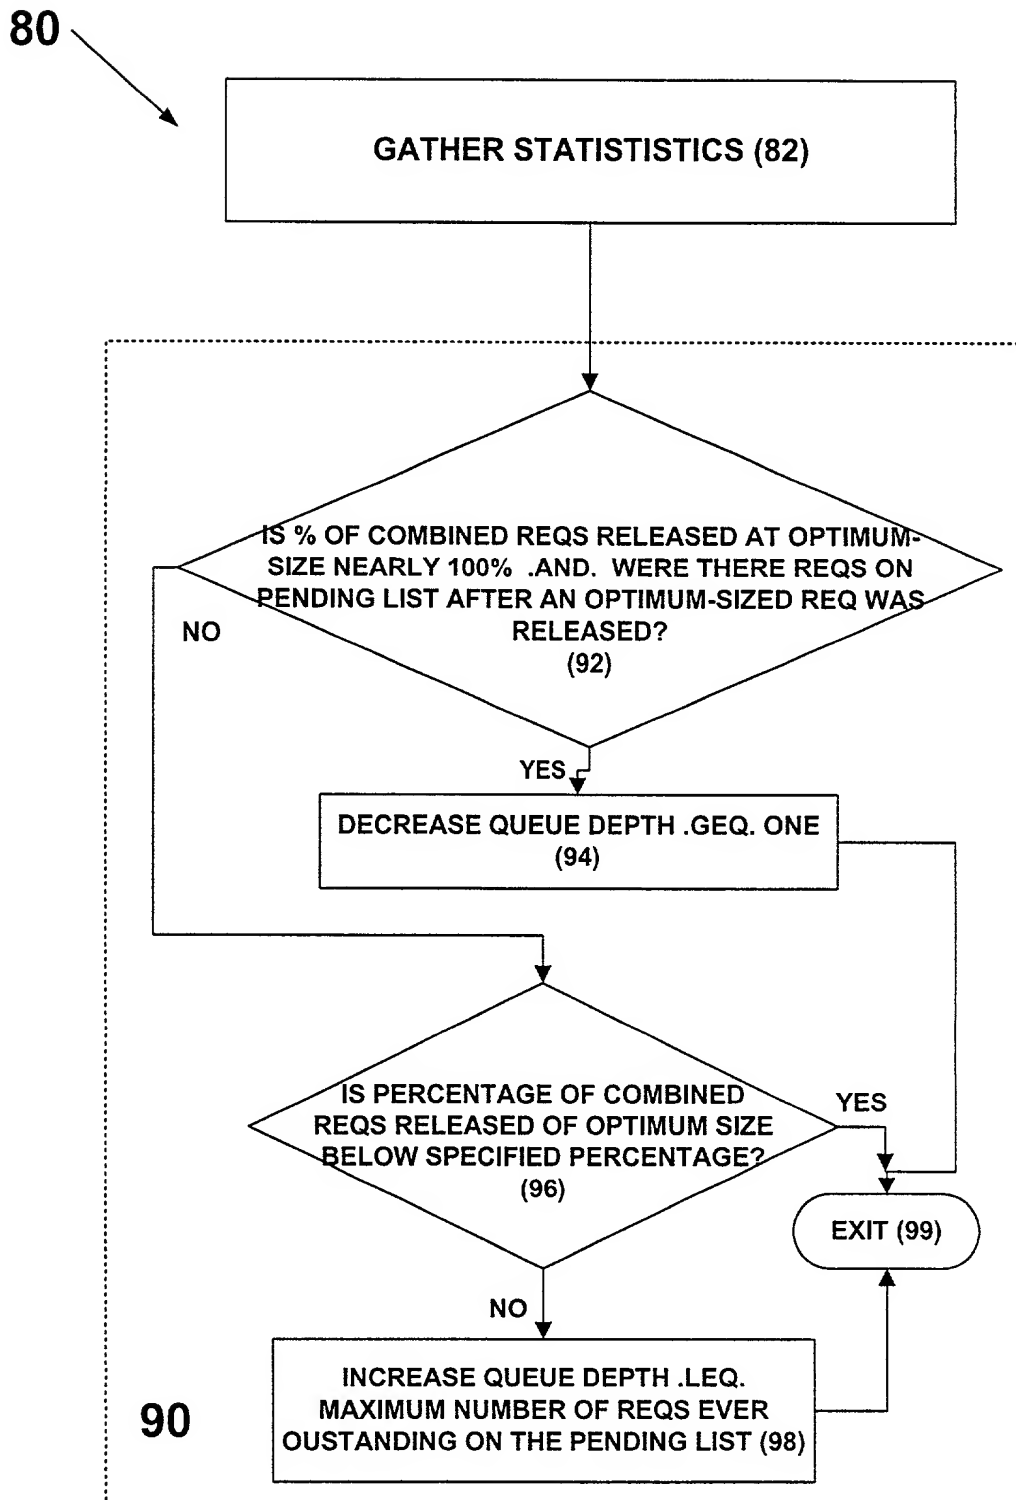 80
GATHER STATISTISTICS (82)
IS % OF COMBINED REQS RELEASED AT OPTIMUM-
SIZE NEARLY 100% .AND. WERE THERE REQS ON
PENDING LIST AFTER AN OPTIMUM-SIZED REQ WAS
RELEASED?
(92)
NO
YES
DECREASE QUEUE DEPTH .GEQ. ONE
(94)
IS PERCENTAGE OF COMBINED
REQS RELEASED OF OPTIMUM SIZE
BELOW SPECIFIED PERCENTAGE?
(96)
YES
EXIT (99)
NO
INCREASE QUEUE DEPTH .LEQ.
MAXIMUM NUMBER OF REQS EVER
OUSTANDING ON THE PENDING LIST (98)
90